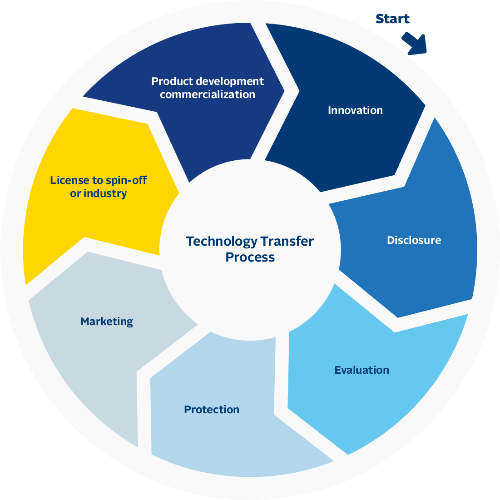 Start
Innovation
Disclosure
Evaluation
Protection
Marketing
License to spin-off
or industry
Product development
commercialization
Technology Transfer
Process